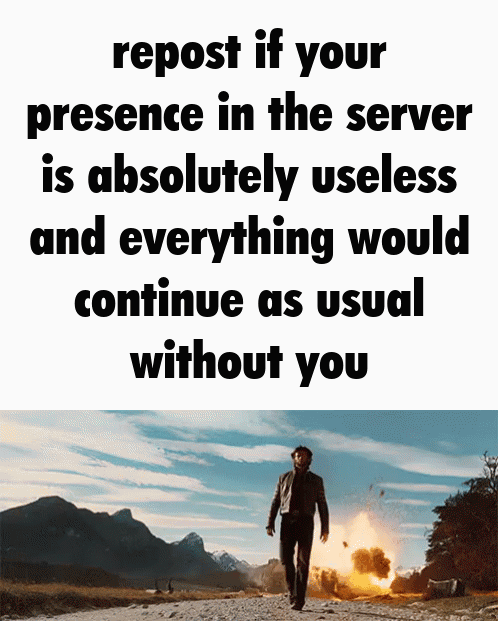 repost if your
presence in the server
is absolutely useless
and everything would
continue as usual
without you